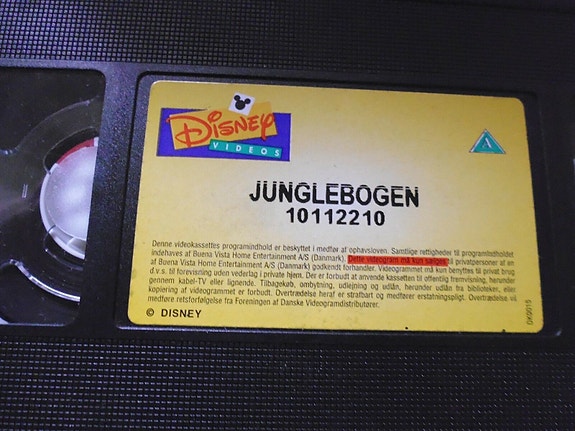 Disney
VIDEOS
A
JUNGLEBOGEN
10112210
Denne videokassettes programindhold er beskyttet i medfør af ophavsloven. Samtlige rettigheder til programindholdet
indehaves af Buena Vista Home Entertainment A/S (Danmark). Dette videogram må kun sælges til privatpersoner af en
af Buena Vista Home Entertainment A/S (Danmark) godkendt forhandler. Videogrammet må kun benyttes til privat brug
d.v.s. til forevisning uden vederlag i private hjem. Der er forbudt at anvende kassetten til offentlig fremvisning, herunder
gennem kabel-TV eller lignende. Tilbagekøb, ombytning, udlejning og udlån, herunder udlån fra biblioteker, eller
kopiering af videogrammet er forbudt. Overtrædelse heraf er strafbart og medfører erstatningspligt. Overtrædelse vil
medføre retsforfølgelse fra Foreningen af Danske Videogramdistributører.
© DISNEY
DK0015